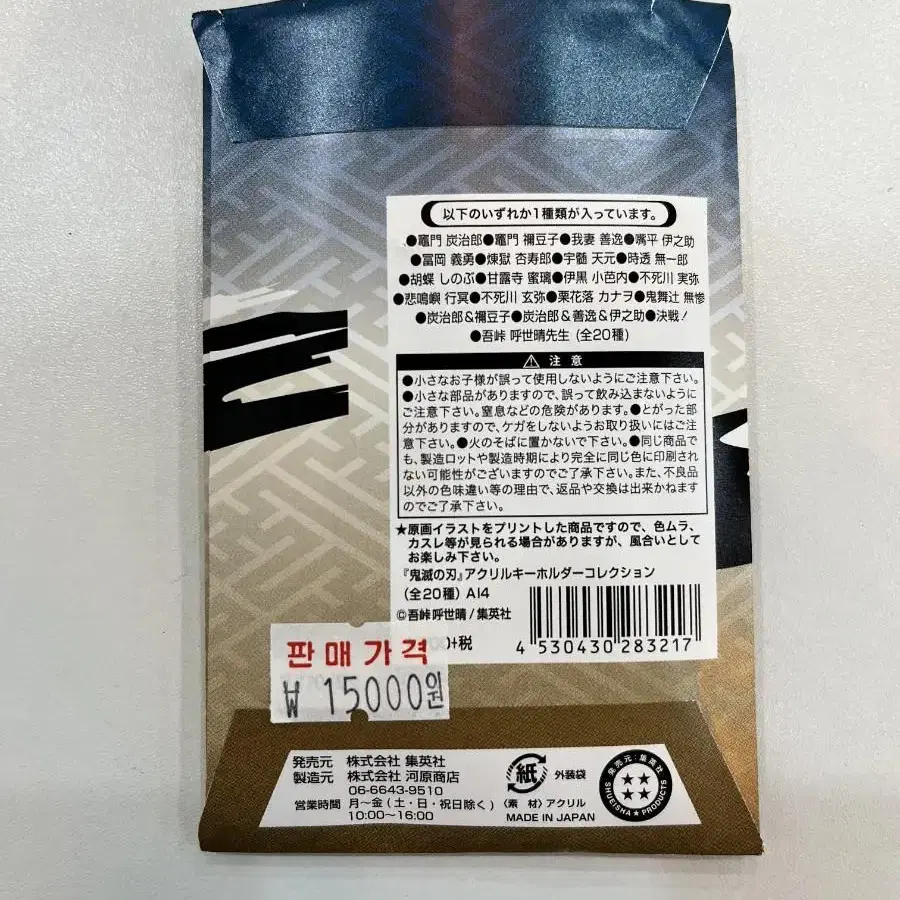 以下のいずれか1種類が入っています。
●竈門 炭治郎●竈門 禰豆子●我妻 善逸●嘴平 伊之助
●冨岡 義勇●煉獄 杏寿郎●宇髄 天元●時透 無一郎
●胡蝶 しのぶ●甘露寺 蜜璃●伊黒 小芭内●不死川 実弥
●悲鳴嶼 行冥●不死川 玄弥●栗花落 カナヲ●鬼舞辻 無惨
●炭治郎&禰豆子●炭治郎&善逸&伊之助●決戦!
●吾峠 呼世晴先生 (全20種)
⚠ 注 意
●小さなお子様が誤って使用しないようにご注意下さい。
●小さな部品がありますので、誤って飲み込まないように
ご注意下さい。窒息などの危険があります。●とがった部
分がありますので、ケガをしないようお取り扱いにはご注
意下さい。●火のそばに置かないで下さい。●同じ商品で
も、製造ロットや製造時期により完全に同じ色に印刷され
ない可能性がございますのでご了承下さい。また、不良品
以外の色味違い等の理由で、返品や交換は出来かねます
のでご了承下さい。
★原画イラストをプリントした商品ですので、色ムラ、
カスレ等が見られる場合がありますが、風合いとして
お楽しみ下さい。
『鬼滅の刃』アクリルキーホルダーコレクション
(全20種) A14
©吾峠呼世晴/集英社
)+税
4 530430 283217
판매가격
₩ 15000원
発売元 株式会社 集英社
製造元 株式会社 河原商店
06-6643-9510
営業時間 月~金(土・日・祝日除く)
10:00~16:00
紙 外装袋
〈素 材〉アクリル
MADE IN JAPAN
発売元:集英社
SHUEISHA★PRODUCTS